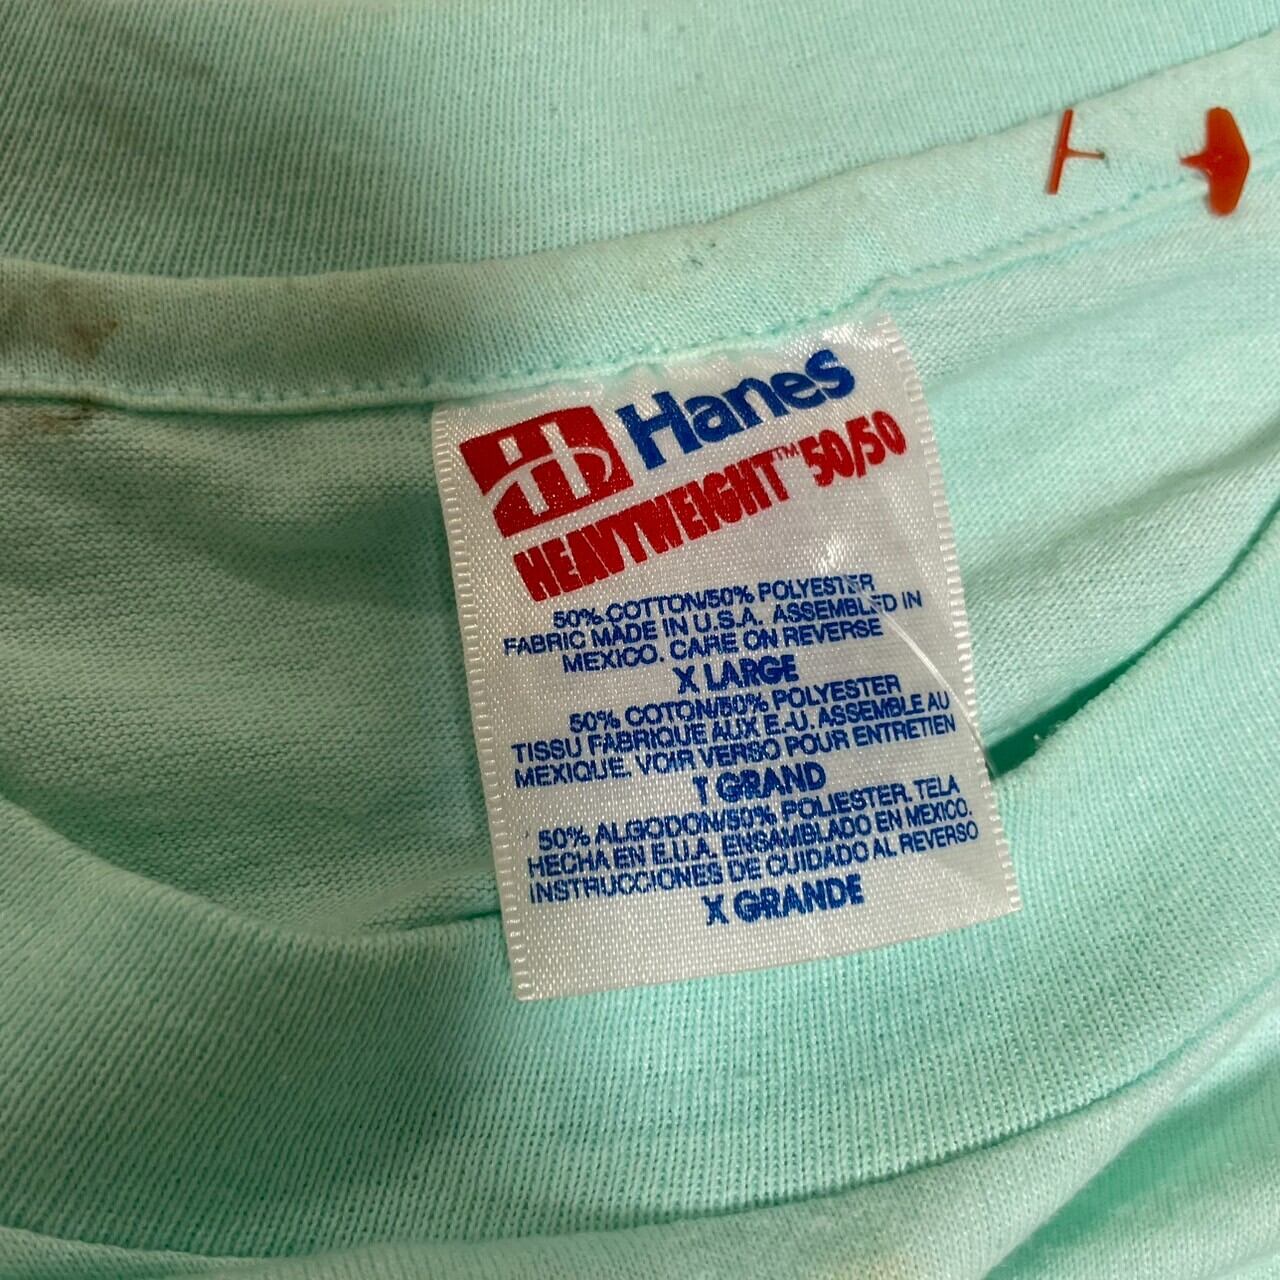 Hanes
HEAVYWEIGHT™ 50/50
50% COTTON/50% POLYESTER
FABRIC MADE IN U.S.A. ASSEMBLED IN
MEXICO. CARE ON REVERSE
X LARGE
50% COTON/50% POLYESTER
TISSU FABRIQUE AUX E.-U. ASSEMBLE AU
MEXIQUE. VOIR VERSO POUR ENTRETIEN
T GRAND
50% ALGODON/50% POLIESTER. TELA
HECHA EN E.U.A. ENSAMBLADO EN MEXICO.
INSTRUCCIONES DE CUIDADO AL REVERSO
X GRANDE